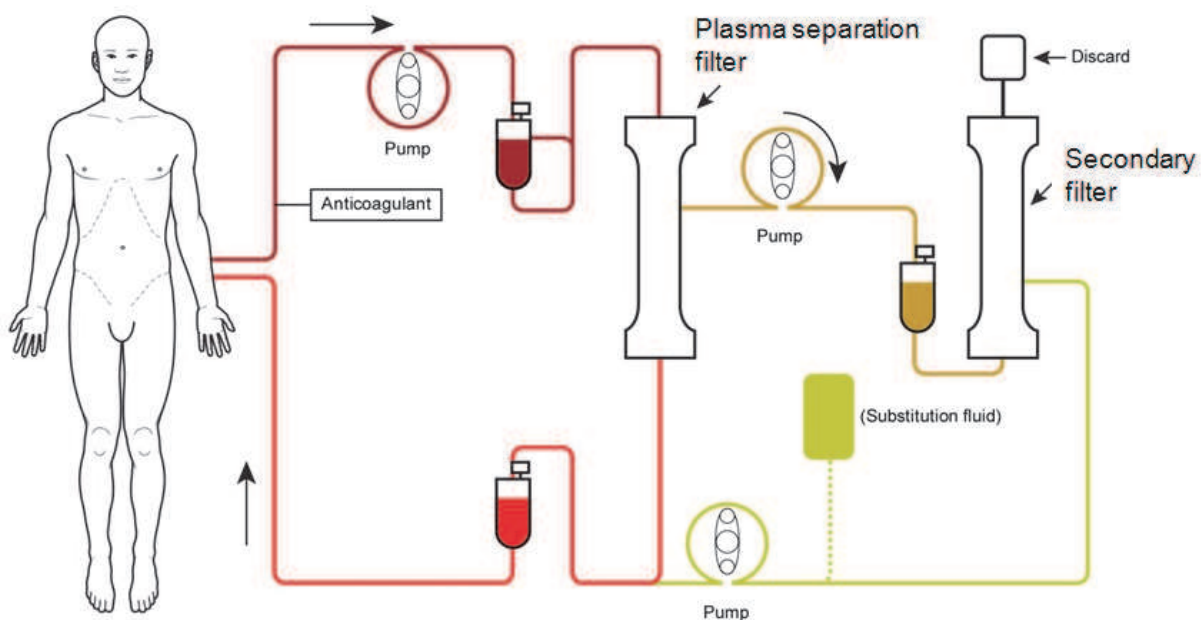 Plasma separation
filter
Discard
Pump
Secondary
filter
Anticoagulant
Pump
(Substitution fluid)
Pump